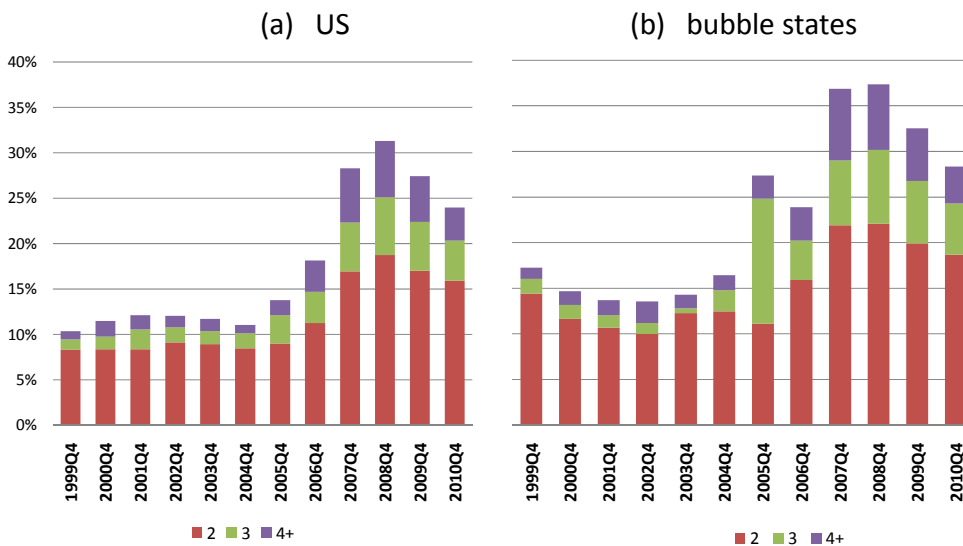 (a) US
(b) bubble states
40%
35%
30%
25%
20%
15%
10%
5%
0%
1999Q4
2000Q4
2001Q4
2002Q4
2003Q4
2004Q4
2005Q4
2006Q4
2007Q4
2008Q4
2009Q4
2010Q4
1999Q4
2000Q4
2001Q4
2002Q4
2003Q4
2004Q4
2005Q4
2006Q4
2007Q4
2008Q4
2009Q4
2010Q4
2 3 4+
2 3 4+